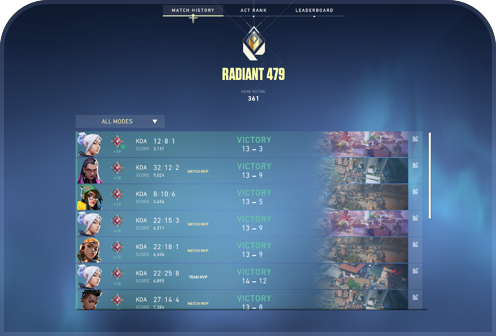 MATCH HISTORY ACT RANK LEADERBOARD
RADIANT 479
RANK RATING
361
ALL MODES
KDA 12/8/1 VICTORY
SCORE 3,131 13 – 3
KDA 32/12/2 MATCH MVP VICTORY
SCORE 9,024 13 – 9
KDA 8/10/6 VICTORY
SCORE 2,656 13 – 5
KDA 22/15/3 MATCH MVP VICTORY
SCORE 6,711 13 – 9
KDA 22/18/1 MATCH MVP VICTORY
SCORE 6,456 13 – 9
KDA 22/25/8 TEAM MVP VICTORY
SCORE 6,895 14 – 12
KDA 27/14/4 MATCH MVP VICTORY
SCORE 7,384 13 – 8